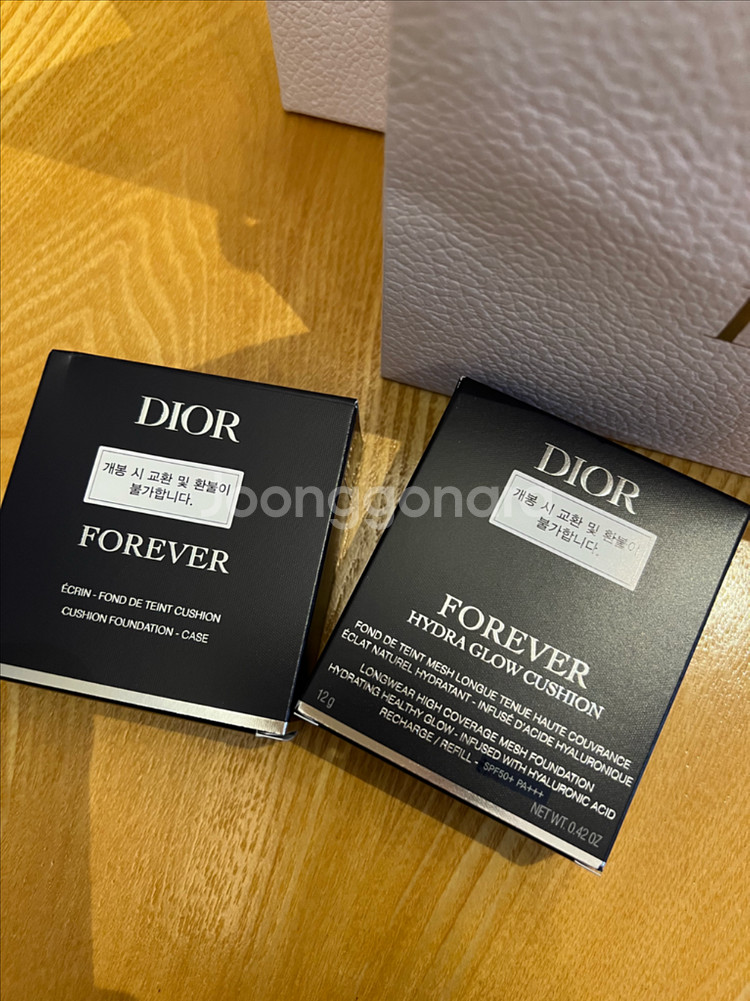 DIOR
개봉 시 교환 및 환불이
불가합니다.
FOREVER
ÉCRIN - FOND DE TEINT CUSHION
CUSHION FOUNDATION - CASE
DIOR
개봉 시 교환 및 환불이
불가합니다.
FOREVER
HYDRA GLOW CUSHION
FOND DE TEINT MESH LONGUE TENUE HAUTE COUVRANCE
ÉCLAT NATUREL HYDRATANT - INFUSÉ D'ACIDE HYALURONIQUE
LONGWEAR HIGH COVERAGE MESH FOUNDATION
HYDRATING HEALTHY GLOW - INFUSED WITH HYALURONIC ACID
RECHARGE / REFILL - SPF50+ PA+++
12 g
NET WT. 0.42 OZ